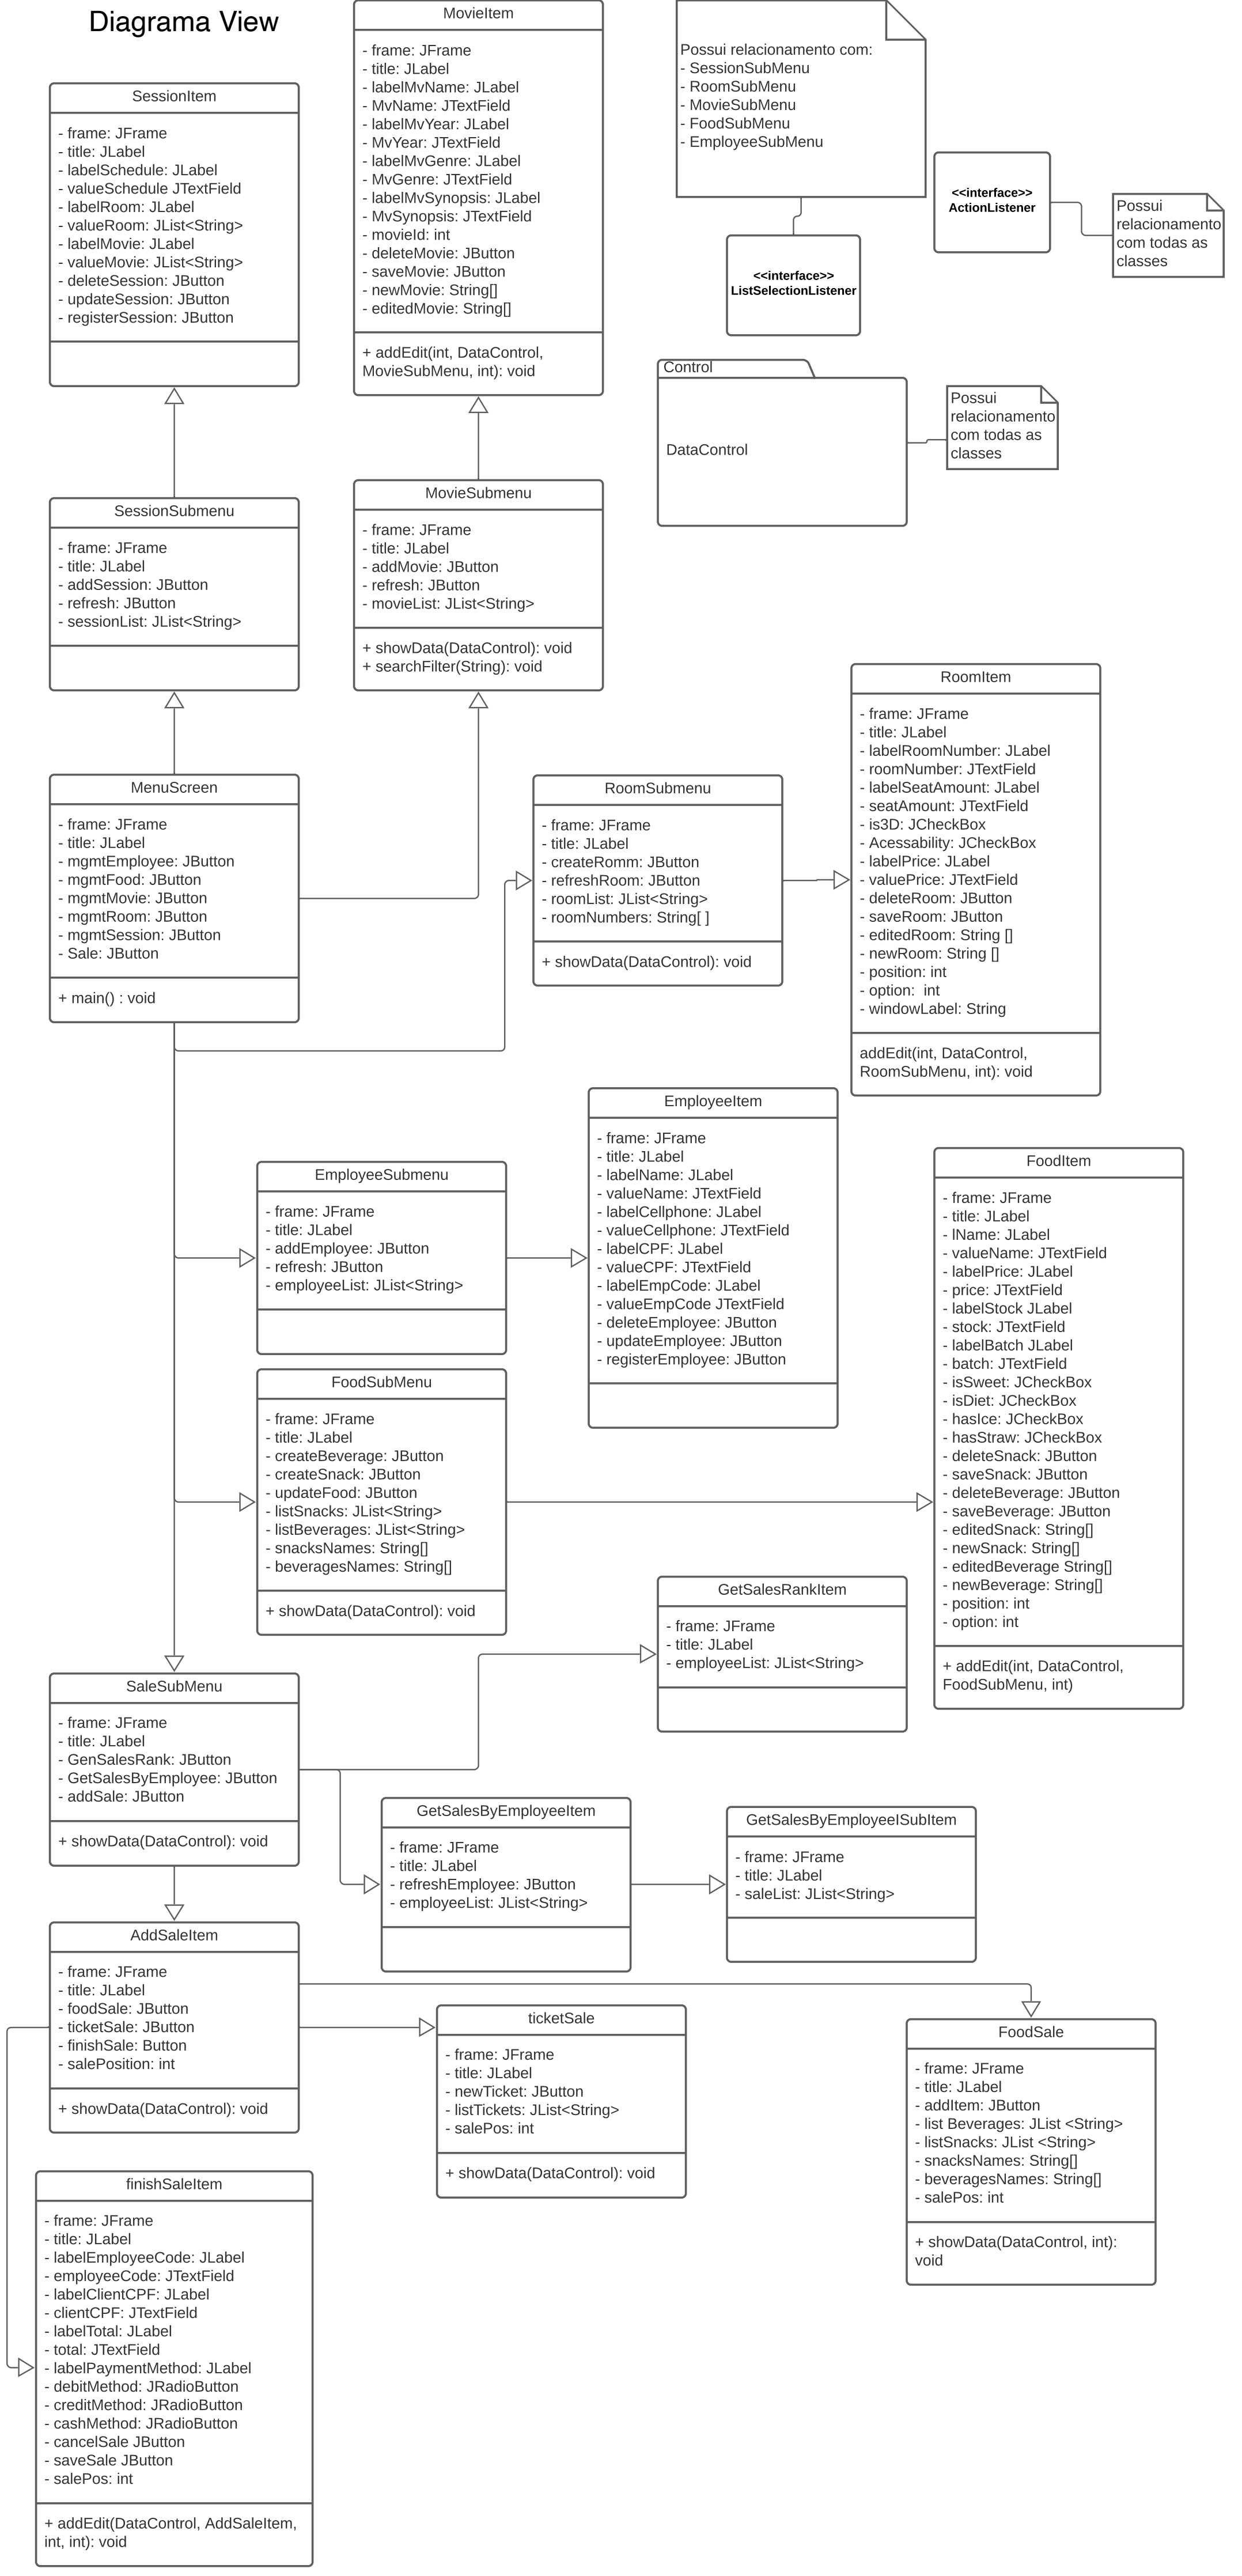 Diagrama View
MovieItem
- frame: JFrame
- title: JLabel
- labelMvName: JLabel
- MvName: JTextField
- labelMvYear: JLabel
- MvYear: JTextField
- labelMvGenre: JLabel
- MvGenre: JTextField
- labelMvSynopsis: JLabel
- MvSynopsis: JTextField
- movieId: int
- deleteMovie: JButton
- saveMovie: JButton
- newMovie: String[]
- editedMovie: String[]
+ addEdit(int, DataControl,
MovieSubMenu, int): void
Possui relacionamento com:
- SessionSubMenu
- RoomSubMenu
- MovieSubMenu
- FoodSubMenu
- EmployeeSubMenu
<<interface>>
ActionListener
Possui
relacionamento
com todas as
classes
<<interface>>
ListSelectionListener
SessionItem
- frame: JFrame
- title: JLabel
- labelSchedule: JLabel
- valueSchedule JTextField
- labelRoom: JLabel
- valueRoom: JList<String>
- labelMovie: JLabel
- valueMovie: JList<String>
- deleteSession: JButton
- updateSession: JButton
- registerSession: JButton
Control
DataControl
Possui
relacionamento
com todas as
classes
SessionSubmenu
- frame: JFrame
- title: JLabel
- addSession: JButton
- refresh: JButton
- sessionList: JList<String>
MovieSubmenu
- frame: JFrame
- title: JLabel
- addMovie: JButton
- refresh: JButton
- movieList: JList<String>
+ showData(DataControl): void
+ searchFilter(String): void
MenuScreen
- frame: JFrame
- title: JLabel
- mgmtEmployee: JButton
- mgmtFood: JButton
- mgmtMovie: JButton
- mgmtRoom: JButton
- mgmtSession: JButton
- Sale: JButton
+ main() : void
RoomSubmenu
- frame: JFrame
- title: JLabel
- createRomm: JButton
- refreshRoom: JButton
- roomList: JList<String>
- roomNumbers: String[ ]
+ showData(DataControl): void
RoomItem
- frame: JFrame
- title: JLabel
- labelRoomNumber: JLabel
- roomNumber: JTextField
- labelSeatAmount: JLabel
- seatAmount: JTextField
- is3D: JCheckBox
- Acessability: JCheckBox
- labelPrice: JLabel
- valuePrice: JTextField
- deleteRoom: JButton
- saveRoom: JButton
- editedRoom: String []
- newRoom: String []
- position: int
- option:  int
- windowLabel: String
addEdit(int, DataControl,
RoomSubMenu, int): void
EmployeeSubmenu
- frame: JFrame
- title: JLabel
- addEmployee: JButton
- refresh: JButton
- employeeList: JList<String>
EmployeeItem
- frame: JFrame
- title: JLabel
- labelName: JLabel
- valueName: JTextField
- labelCellphone: JLabel
- valueCellphone: JTextField
- labelCPF: JLabel
- valueCPF: JTextField
- labelEmpCode: JLabel
- valueEmpCode JTextField
- deleteEmployee: JButton
- updateEmployee: JButton
- registerEmployee: JButton
FoodItem
- frame: JFrame
- title: JLabel
- lName: JLabel
- valueName: JTextField
- labelPrice: JLabel
- price: JTextField
- labelStock JLabel
- stock: JTextField
- labelBatch JLabel
- batch: JTextField
- isSweet: JCheckBox
- isDiet: JCheckBox
- hasIce: JCheckBox
- hasStraw: JCheckBox
- deleteSnack: JButton
- saveSnack: JButton
- deleteBeverage: JButton
- saveBeverage: JButton
- editedSnack: String[]
- newSnack: String[]
- editedBeverage String[]
- newBeverage: String[]
- position: int
- option: int
+ addEdit(int, DataControl,
FoodSubMenu, int)
FoodSubMenu
- frame: JFrame
- title: JLabel
- createBeverage: JButton
- createSnack: JButton
- updateFood: JButton
- listSnacks: JList<String>
- listBeverages: JList<String>
- snacksNames: String[]
- beveragesNames: String[]
+ showData(DataControl): void
GetSalesRankItem
- frame: JFrame
- title: JLabel
- employeeList: JList<String>
SaleSubMenu
- frame: JFrame
- title: JLabel
- GenSalesRank: JButton
- GetSalesByEmployee: JButton
- addSale: JButton
+ showData(DataControl): void
GetSalesByEmployeeItem
- frame: JFrame
- title: JLabel
- refreshEmployee: JButton
- employeeList: JList<String>
GetSalesByEmployeeISubItem
- frame: JFrame
- title: JLabel
- saleList: JList<String>
AddSaleItem
- frame: JFrame
- title: JLabel
- foodSale: JButton
- ticketSale: JButton
- finishSale: Button
- salePosition: int
+ showData(DataControl): void
ticketSale
- frame: JFrame
- title: JLabel
- newTicket: JButton
- listTickets: JList<String>
- salePos: int
+ showData(DataControl): void
FoodSale
- frame: JFrame
- title: JLabel
- addItem: JButton
- list Beverages: JList <String>
- listSnacks: JList <String>
- snacksNames: String[]
- beveragesNames: String[]
- salePos: int
+ showData(DataControl, int):
void
finishSaleItem
- frame: JFrame
- title: JLabel
- labelEmployeeCode: JLabel
- employeeCode: JTextField
- labelClientCPF: JLabel
- clientCPF: JTextField
- labelTotal: JLabel
- total: JTextField
- labelPaymentMethod: JLabel
- debitMethod: JRadioButton
- creditMethod: JRadioButton
- cashMethod: JRadioButton
- cancelSale JButton
- saveSale JButton
- salePos: int
+ addEdit(DataControl, AddSaleItem,
int, int): void